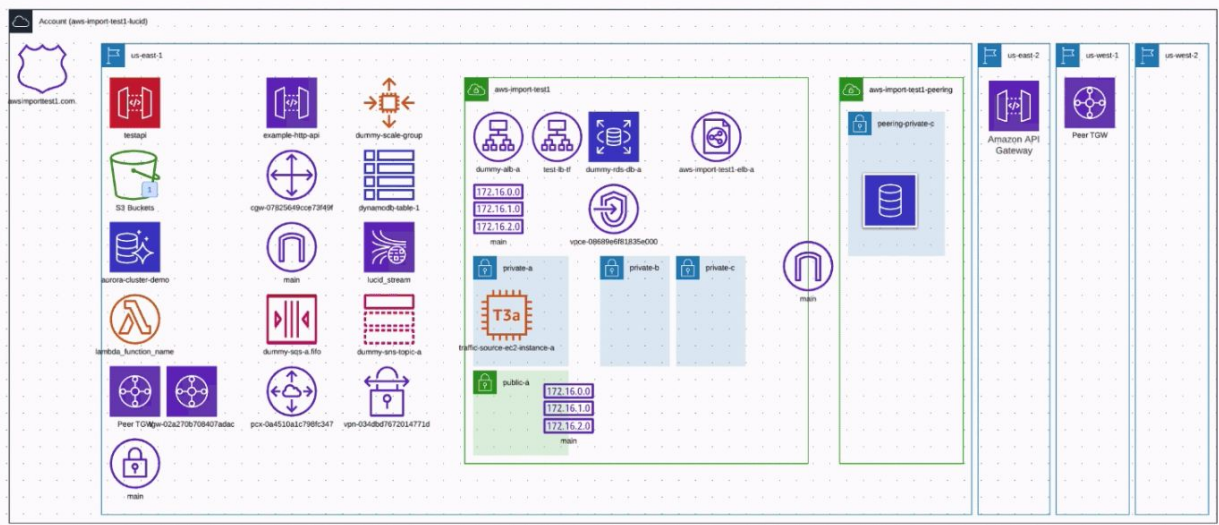 Account (aws-import-test1-lucid)
awsimporttest1.com.
us-east-1
testapi
example-http-api
dummy-scale-group
S3 Buckets
1
cgw-07825649cce73f49f
dynamodb-table-1
aurora-cluster-demo
main
lucid_stream
lambda_function_name
dummy-sqs-a.fifo
dummy-sns-topic-a
Peer TGW
tgw-02a270b708407adac
pcx-0a4510a1c798fc347
vpn-034dbd7672014771d
main
aws-import-test1
dummy-alb-a
test-lb-tf
dummy-rds-db-a
aws-import-test1-elb-a
172.16.0.0
172.16.1.0
172.16.2.0
main
vpce-08689e6f81835e000
private-a
T3a
traffic-source-ec2-instance-a
private-b
private-c
main
public-a
172.16.0.0
172.16.1.0
172.16.2.0
main
aws-import-test1-peering
peering-private-c
us-east-2
Amazon API
Gateway
us-west-1
Peer TGW
us-west-2